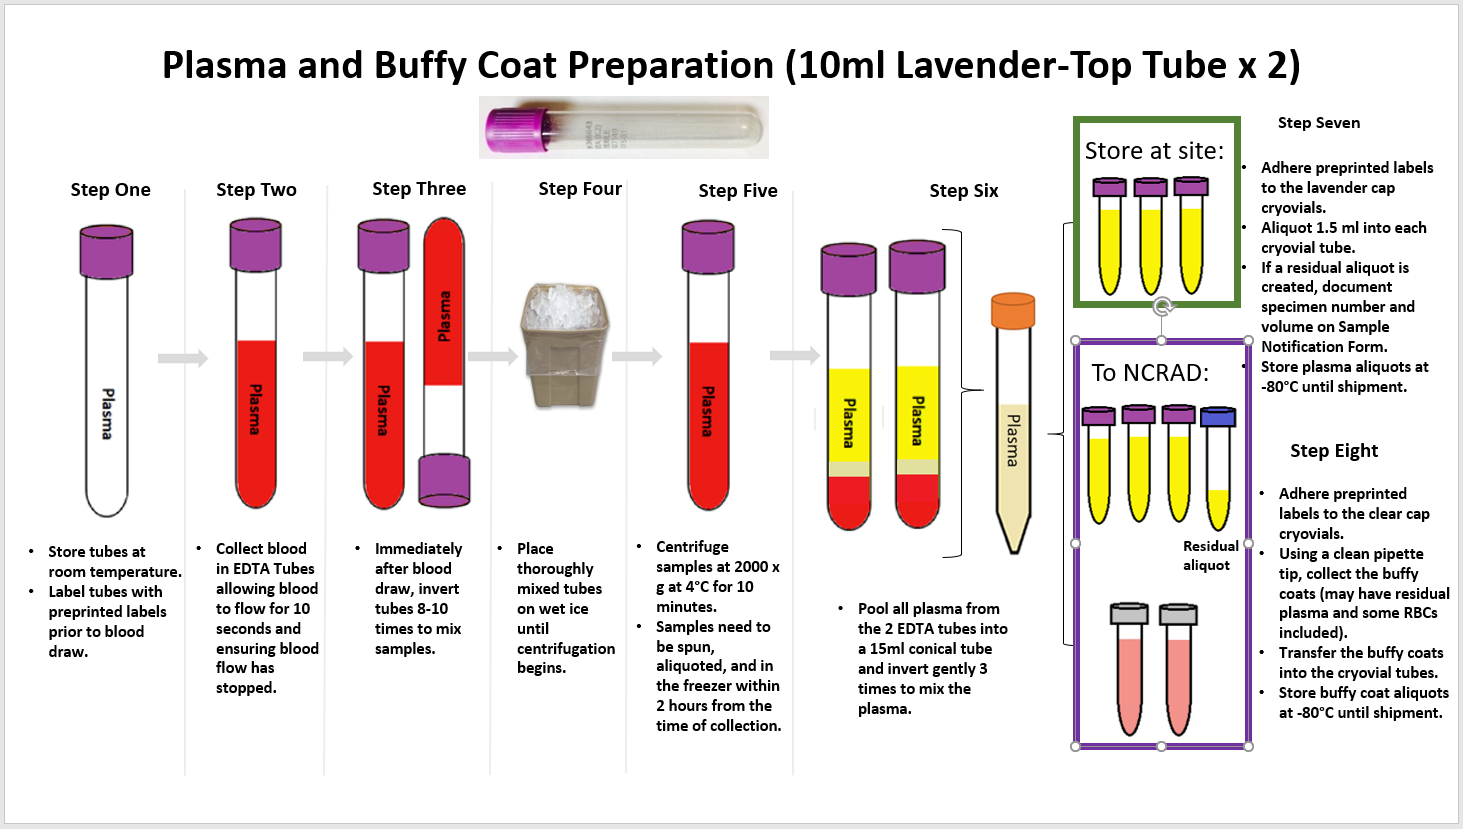 Plasma and Buffy Coat Preparation (10ml Lavender-Top Tube x 2)
Step One
Plasma
• Store tubes at
room temperature.
• Label tubes with
preprinted labels
prior to blood
draw.
Step Two
Plasma
• Collect blood
in EDTA Tubes
allowing blood
to flow for 10
seconds and
ensuring blood
flow has
stopped.
Step Three
Plasma
Plasma
• Immediately
after blood
draw, invert
tubes 8-10
times to mix
samples.
Step Four
• Place
thoroughly
mixed tubes
on wet ice
until
centrifugation
begins.
Step Five
Plasma
• Centrifuge
samples at 2000 x
g at 4°C for 10
minutes.
• Samples need to
be spun,
aliquoted, and in
the freezer within
2 hours from the
time of collection.
Step Six
Plasma
Plasma
Plasma
• Pool all plasma from
the 2 EDTA tubes into
a 15ml conical tube
and invert gently 3
times to mix the
plasma.
Store at site:
To NCRAD:
Residual
aliquot
Step Seven
• Adhere preprinted labels
to the lavender cap
cryovials.
• Aliquot 1.5 ml into each
cryovial tube.
• If a residual aliquot is
created, document
specimen number and
volume on Sample
Notification Form.
• Store plasma aliquots at
-80°C until shipment.
Step Eight
• Adhere preprinted
labels to the clear cap
cryovials.
• Using a clean pipette
tip, collect the buffy
coats (may have residual
plasma and some RBCs
included).
• Transfer the buffy coats
into the cryovial tubes.
• Store buffy coat aliquots
at -80°C until shipment.